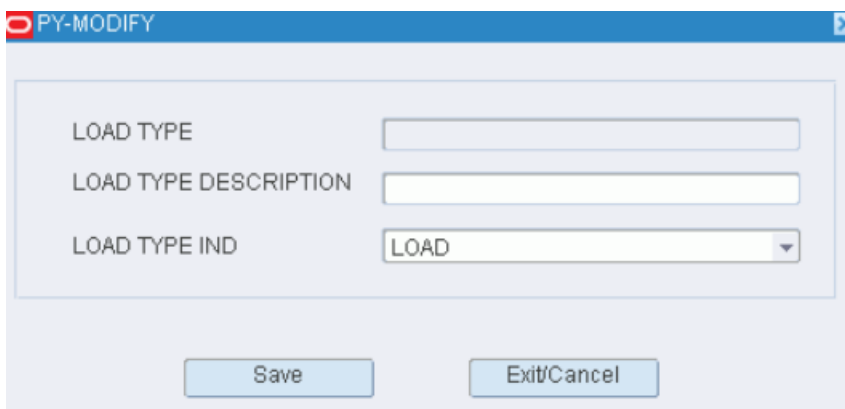 PY-MODIFY
LOAD TYPE
LOAD TYPE DESCRIPTION
LOAD TYPE IND LOAD
Save Exit/Cancel